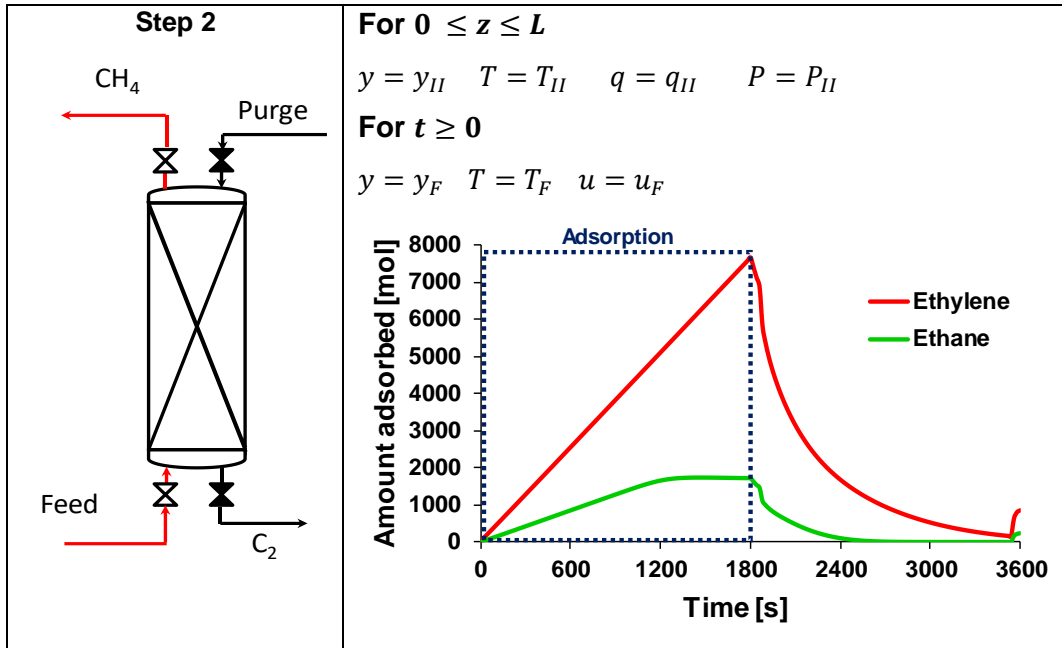 Step 2
CH4
Purge
Feed
C2
For 0 ≤ z ≤ L
y = yII T = TII q = qII P = PII
For t ≥ 0
y = yF T = TF u = uF
Adsorption
Amount adsorbed [mol]
8000
7000
6000
5000
4000
3000
2000
1000
0
Ethylene
Ethane
0 600 1200 1800 2400 3000 3600
Time [s]